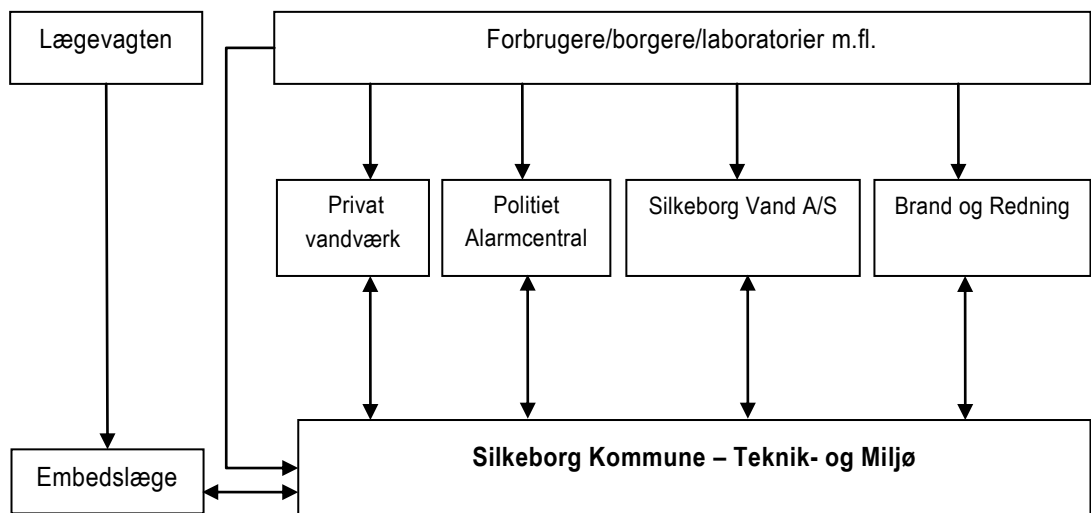 Lægevagten
Forbrugere/borgere/laboratorier m.fl.
Privat
vandværk
Politiet
Alarmcentral
Silkeborg Vand A/S
Brand og Redning
Embedslæge
Silkeborg Kommune – Teknik- og Miljø